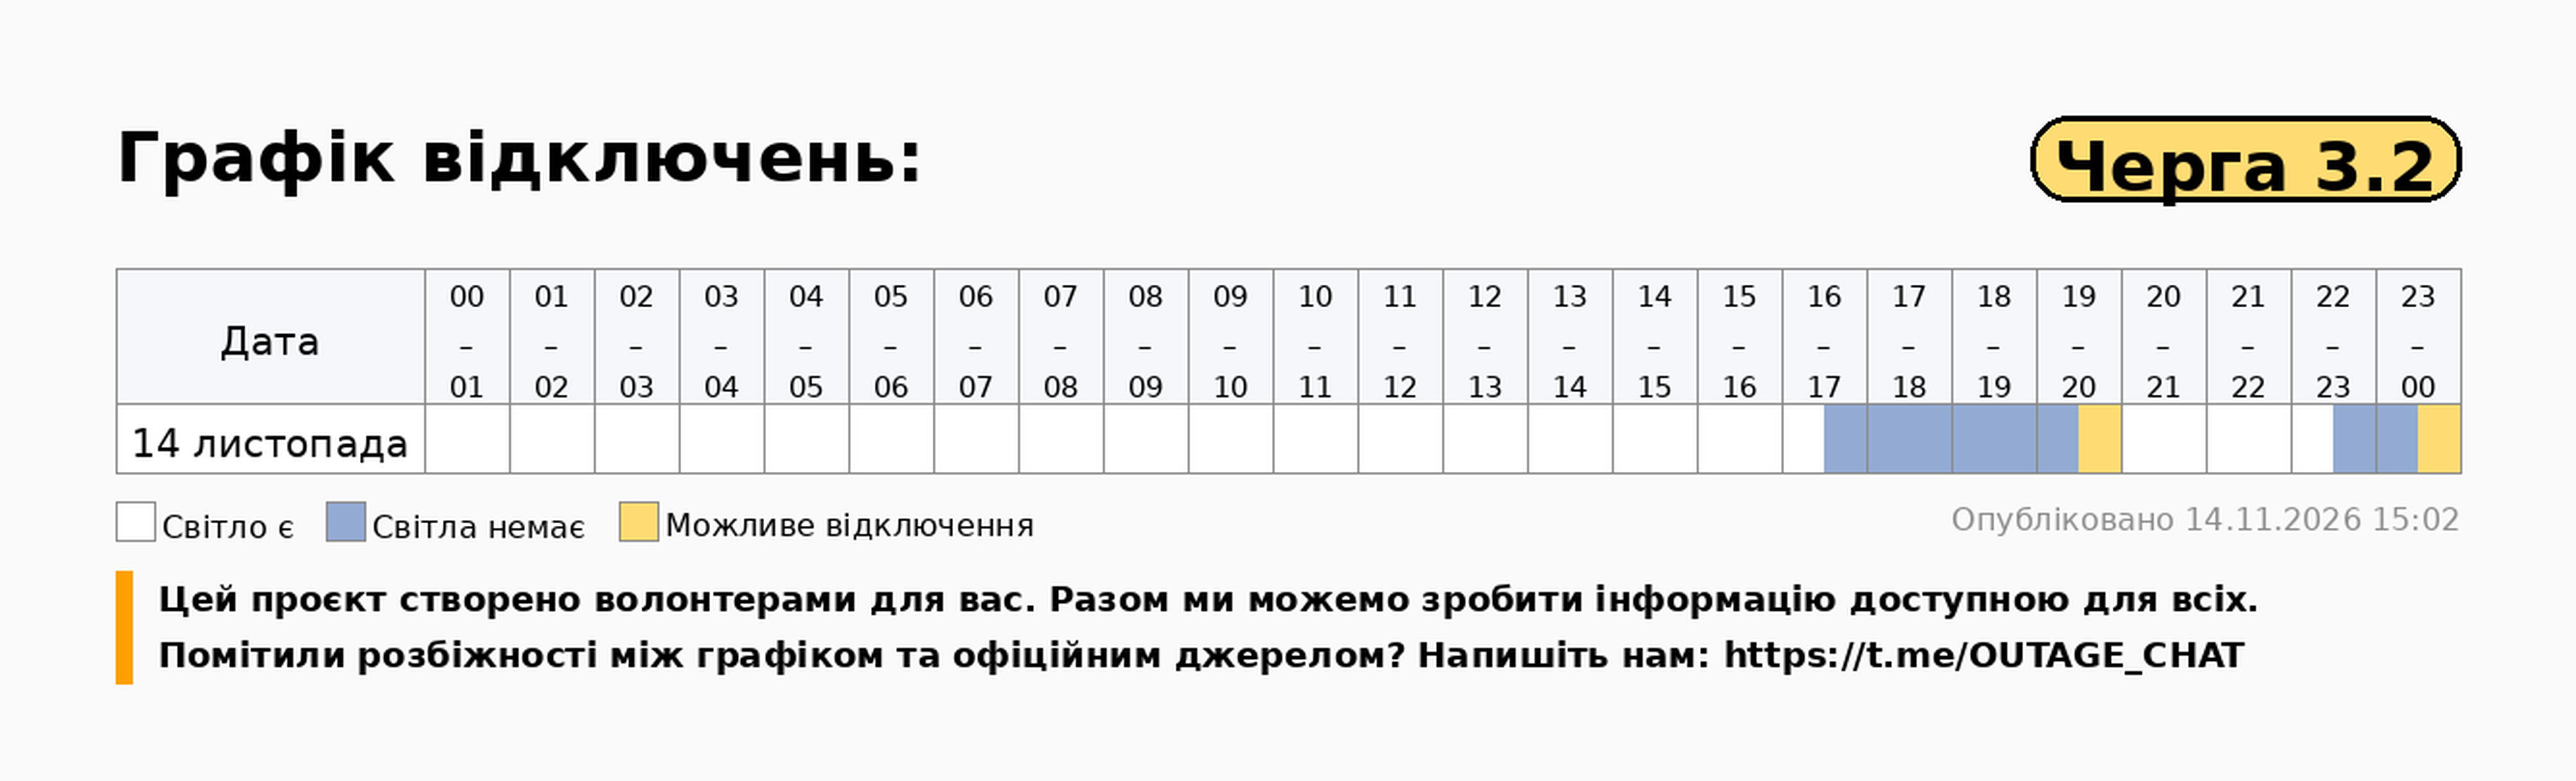 Графік відключень:
Черга 3.2
Дата
00 – 01
01 – 02
02 – 03
03 – 04
04 – 05
05 – 06
06 – 07
07 – 08
08 – 09
09 – 10
10 – 11
11 – 12
12 – 13
13 – 14
14 – 15
15 – 16
16 – 17
17 – 18
18 – 19
19 – 20
20 – 21
21 – 22
22 – 23
23 – 00
14 листопада
Світло є
Світла немає
Можливе відключення
Опубліковано 14.11.2026 15:02
Цей проєкт створено волонтерами для вас. Разом ми можемо зробити інформацію доступною для всіх.
Помітили розбіжності між графіком та офіційним джерелом? Напишіть нам: https://t.me/OUTAGE_CHAT